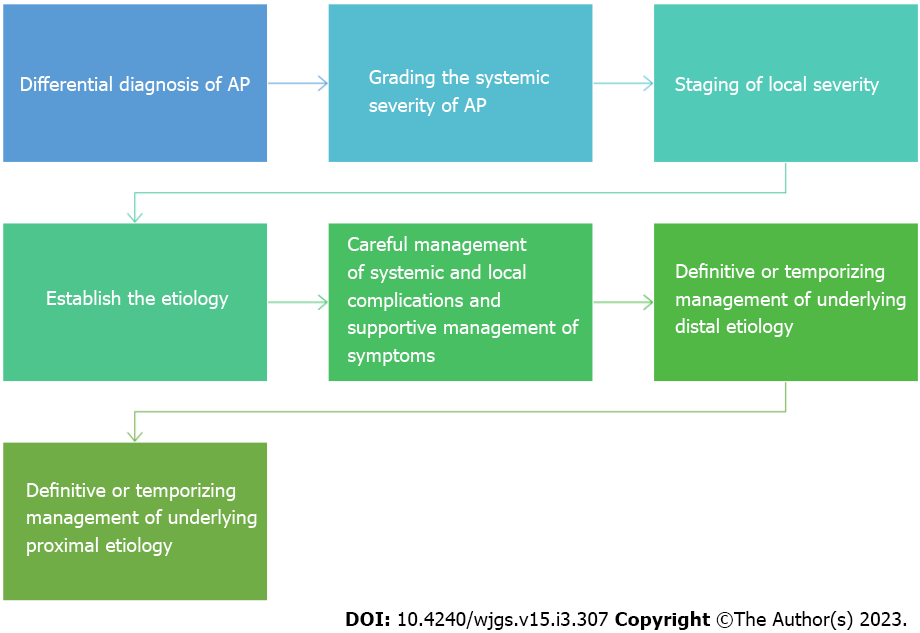 Differential diagnosis of AP
Grading the systemic
severity of AP
Staging of local severity
Establish the etiology
Careful management
of systemic and local
complications and
supportive management of
symptoms
Definitive or temporizing
management of underlying
distal etiology
Definitive or temporizing
management of underlying
proximal etiology
DOI: 10.4240/wjgs.v15.i3.307 Copyright ©The Author(s) 2023.